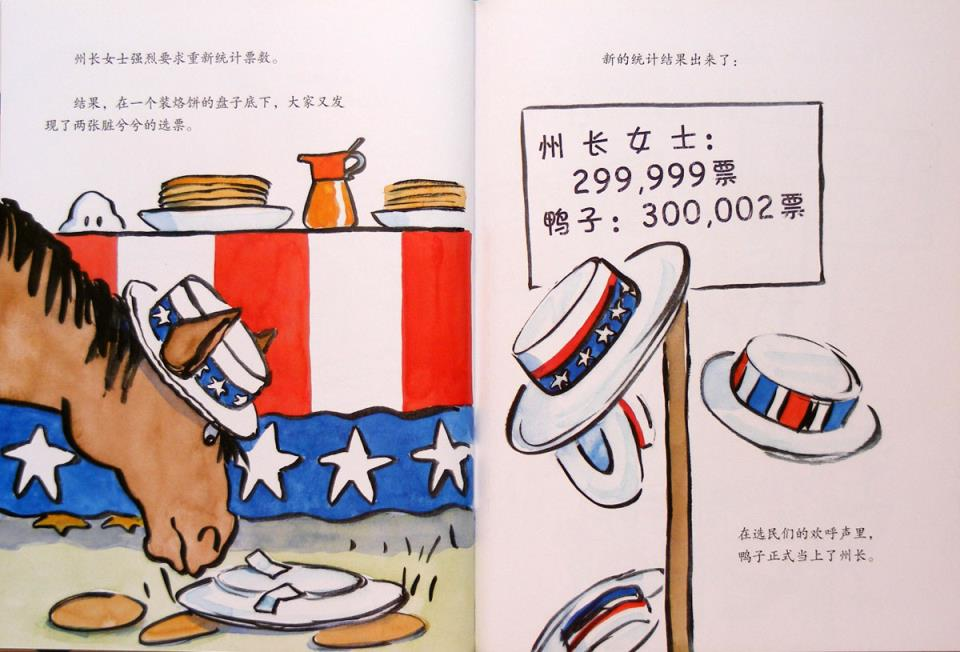 州长女士强烈要求重新统计票数。
结果，在一个装烙饼的盘子底下，大家又发
现了两张脏兮兮的选票。
新的统计结果出来了：
州长女士：
299,999票
鸭子：300,002票
在选民们的欢呼声里，
鸭子正式当上了州长。